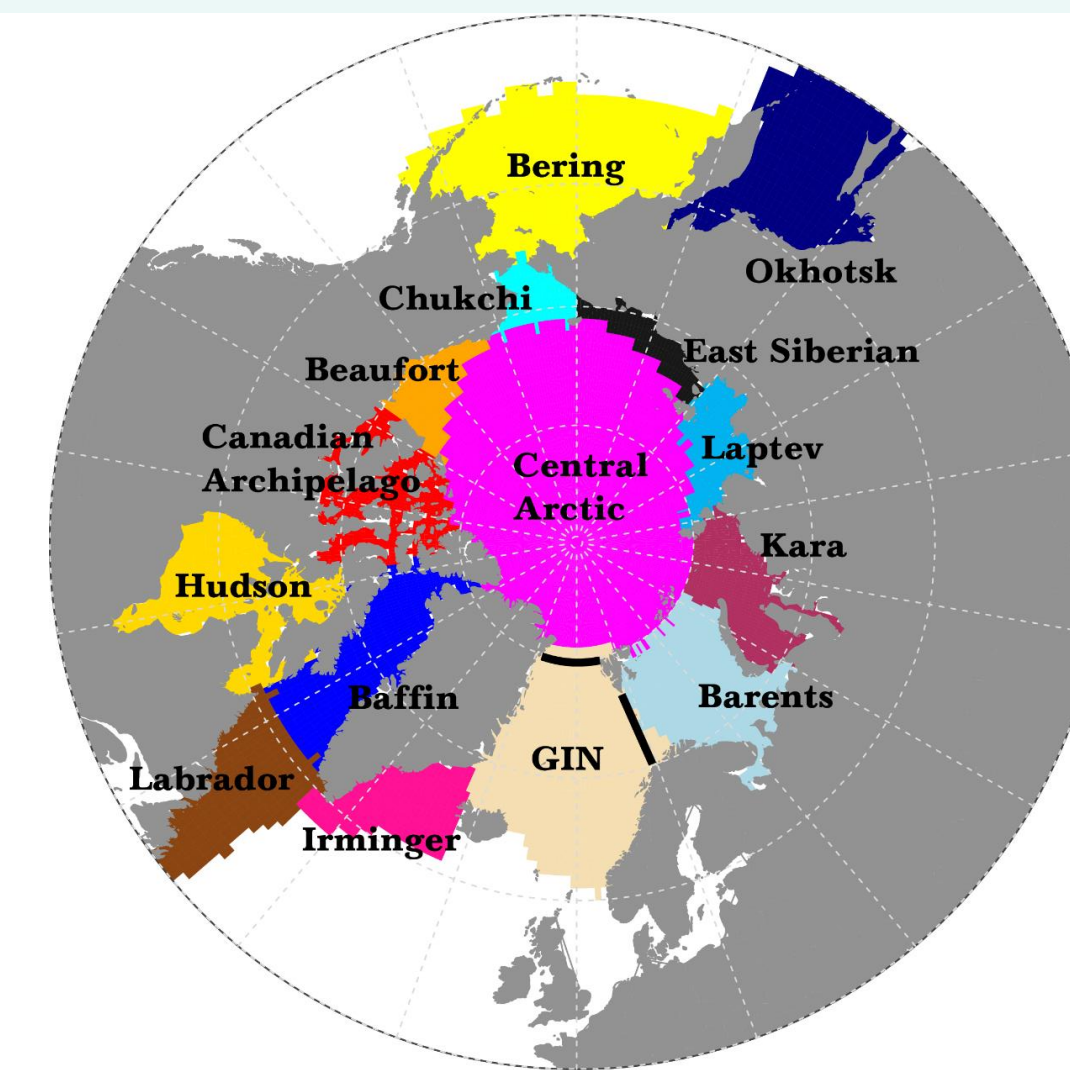 Bering
Okhotsk
Chukchi
East Siberian
Beaufort
Canadian
Archipelago
Laptev
Central
Arctic
Kara
Hudson
Baffin
Barents
GIN
Labrador
Irminger